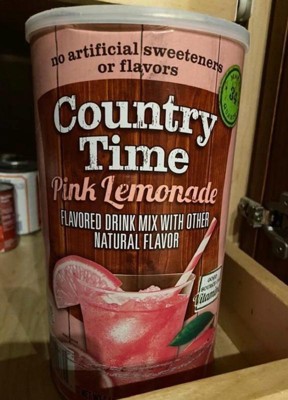 no artificial sweeteners
or flavors
Country
Time
Pink Lemonade
FLAVORED DRINK MIX WITH OTHER
NATURAL FLAVOR